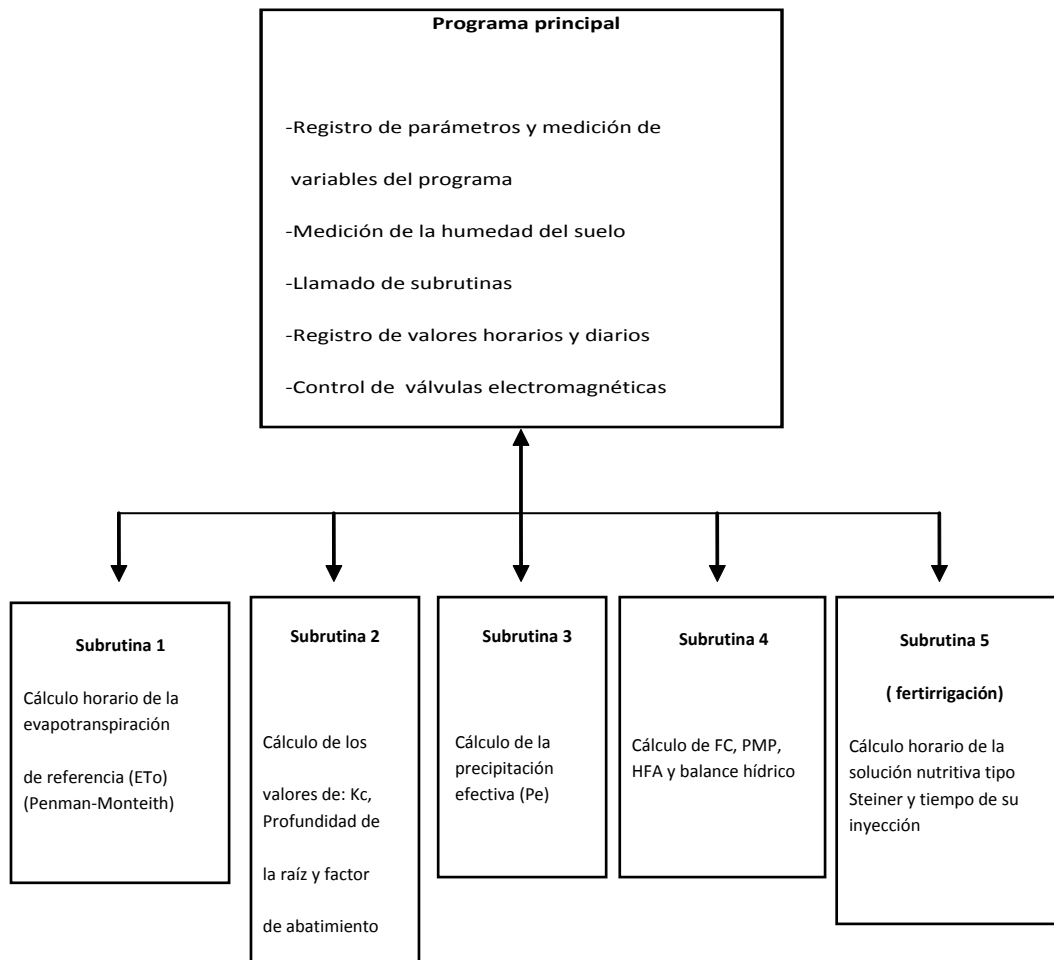 Programa principal
-Registro de parámetros y medición de
variables del programa
-Medición de la humedad del suelo
-Llamado de subrutinas
-Registro de valores horarios y diarios
-Control de válvulas electromagnéticas
Subrutina 1
Cálculo horario de la
evapotranspiración
de referencia (ETo)
(Penman-Monteith)
Subrutina 2
Cálculo de los
valores de: Kc,
Profundidad de
la raíz y factor
de abatimiento
Subrutina 3
Cálculo de la
precipitación
efectiva (Pe)
Subrutina 4
Cálculo de FC, PMP,
HFA y balance hídrico
Subrutina 5
( fertirrigación)
Cálculo horario de la
solución nutritiva tipo
Steiner y tiempo de su
inyección